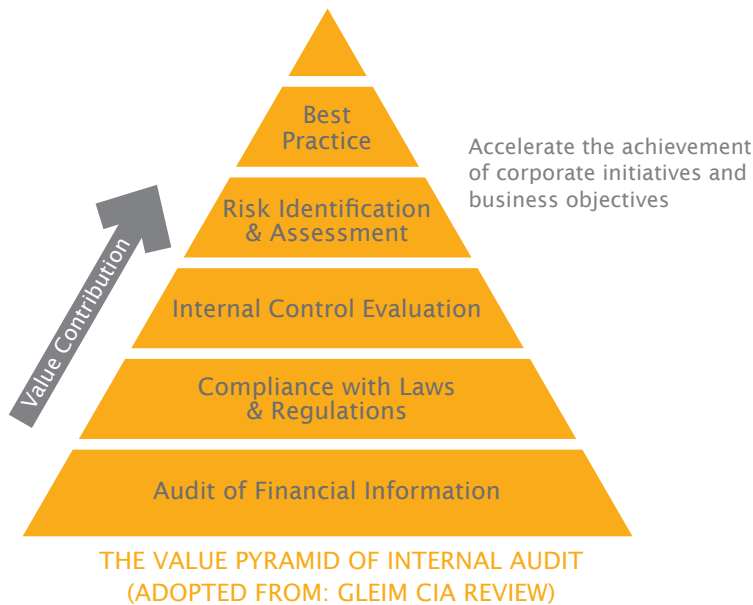 Best
Practice
Accelerate the achievement
of corporate initiatives and
business objectives
Risk Identification
& Assessment
Value Contribution
Internal Control Evaluation
Compliance with Laws
& Regulations
Audit of Financial Information
THE VALUE PYRAMID OF INTERNAL AUDIT
(ADOPTED FROM: GLEIM CIA REVIEW)